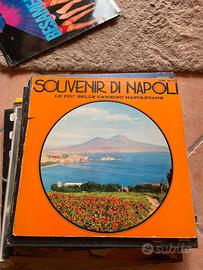 SOUVENIR DI NAPOLI
LE PIU' BELLE CANZONI NAPOLETANE
subito